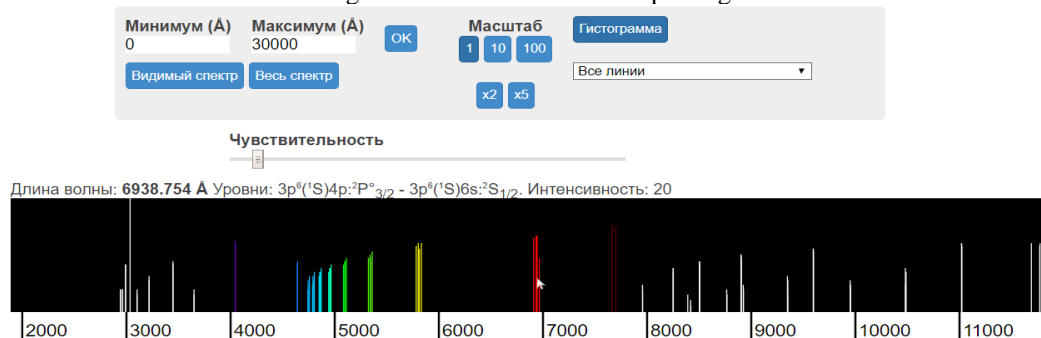 Минимум (Å) Максимум (Å) Масштаб
0 30000 OK 1 10 100 Гистограмма
Видимый спектр Весь спектр Все линии
x2 x5
Чувствительность
Длина волны: 6938.754 Å Уровни: 3p⁶(¹S)4p:²P°₃/₂ - 3p⁶(¹S)6s:²S₁/₂. Интенсивность: 20
2000 3000 4000 5000 6000 7000 8000 9000 10000 11000